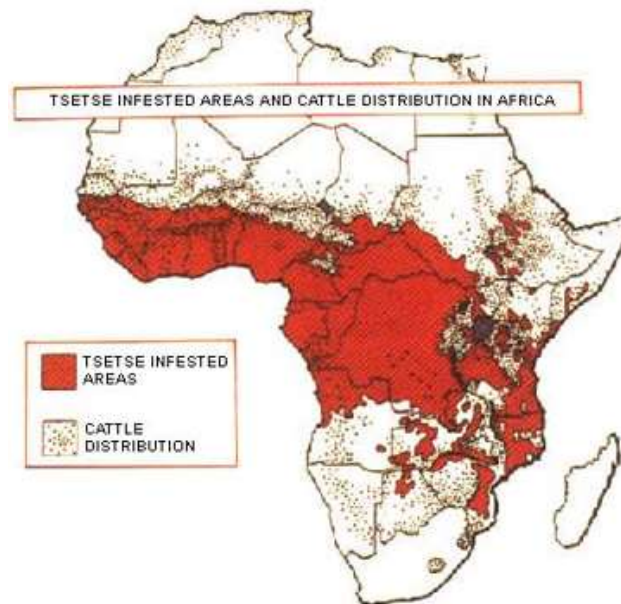 TSETSE INFESTED AREAS AND CATTLE DISTRIBUTION IN AFRICA
TSETSE INFESTED
AREAS
CATTLE
DISTRIBUTION